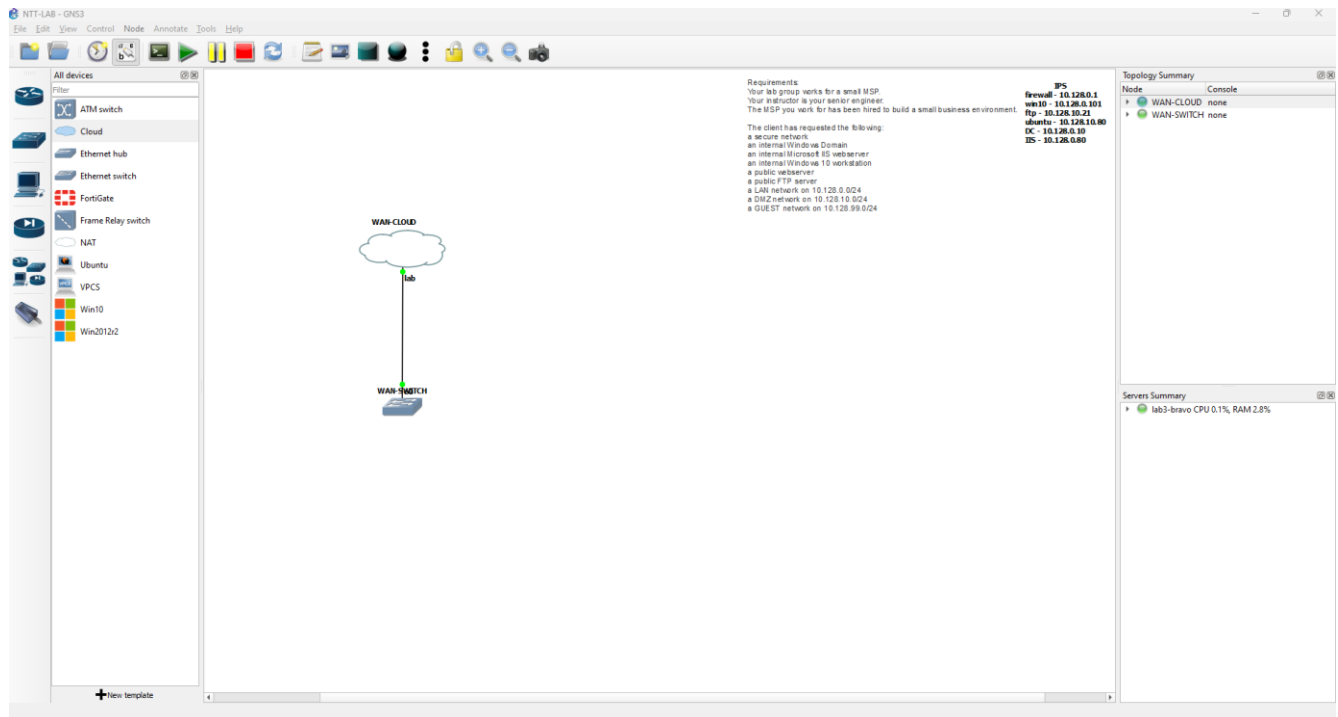 NTT-LAB - GNS3
File Edit View Control Node Annotate Tools Help
All devices
Filter
ATM switch
Cloud
Ethernet hub
Ethernet switch
FortiGate
Frame Relay switch
NAT
Ubuntu
VPCS
Win10
Win2012r2
New template
WAN-CLOUD
lab
WAN-SWITCH
Requirements:
Your lab group works for a small MSP.
Your instructor is your senior engineer.
The MSP you work for has been hired to build a small business environment.
The client has requested the following:
a secure network
an internal Windows Domain
an internal Microsoft IIS webserver
an internal Windows 10 workstation
a public webserver
a public FTP server
a LAN network on 10.128.0.0/24
a DMZ network on 10.128.10.0/24
a GUEST network on 10.128.99.0/24
IPS
firewall - 10.128.0.1
win10 - 10.128.0.101
ftp - 10.128.10.21
ubuntu - 10.128.10.80
DC - 10.128.0.10
IIS - 10.128.0.80
Topology Summary
Node Console
WAN-CLOUD none
WAN-SWITCH none
Servers Summary
lab3-bravo CPU 0.1%, RAM 2.8%